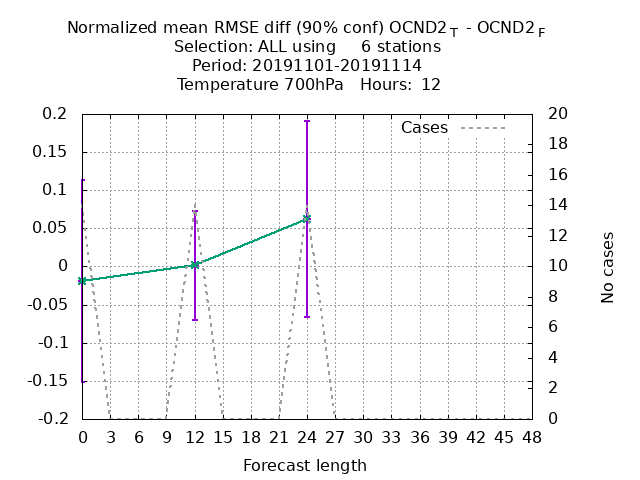 Normalized mean RMSE diff (90% conf) OCND2 T - OCND2 F
Selection: ALL using 6 stations
Period: 20191101-20191114
Temperature 700hPa Hours: 12
Cases
0.2
0.15
0.1
0.05
0
-0.05
-0.1
-0.15
-0.2
20
18
16
14
12
10
8
6
4
2
0
No cases
0 3 6 9 12 15 18 21 24 27 30 33 36 39 42 45 48
Forecast length